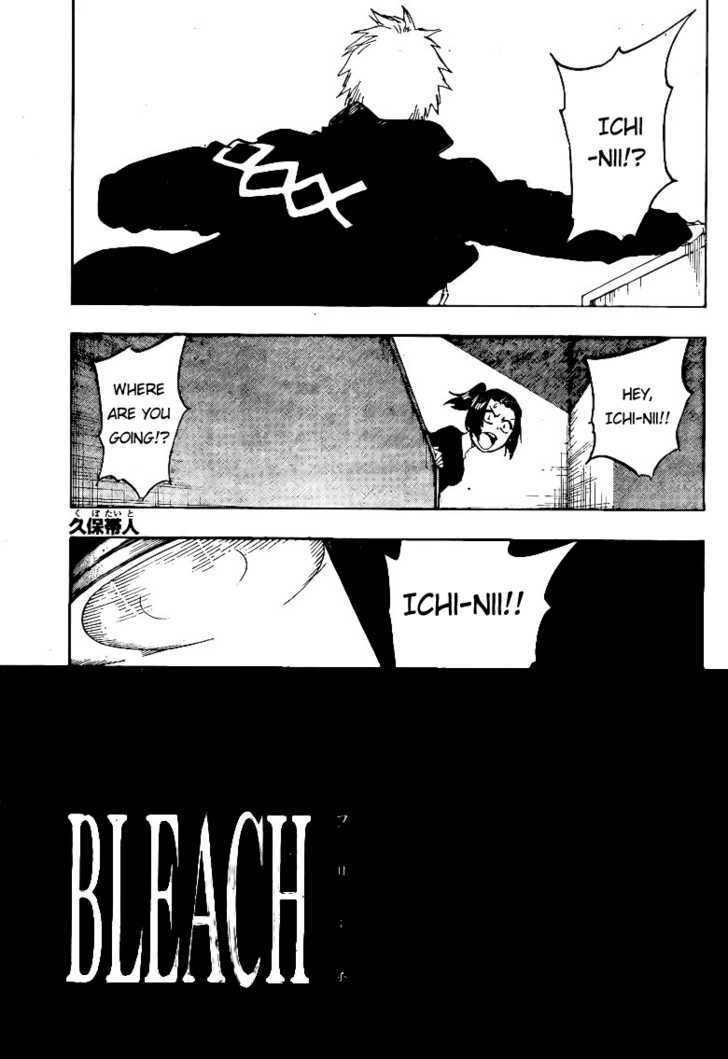 ICHI
-NII!?
HEY,
ICHI-NII!!
WHERE
ARE YOU
GOING!?
くぼたいと
久保帯人
ICHI-NII!!
BLEACH